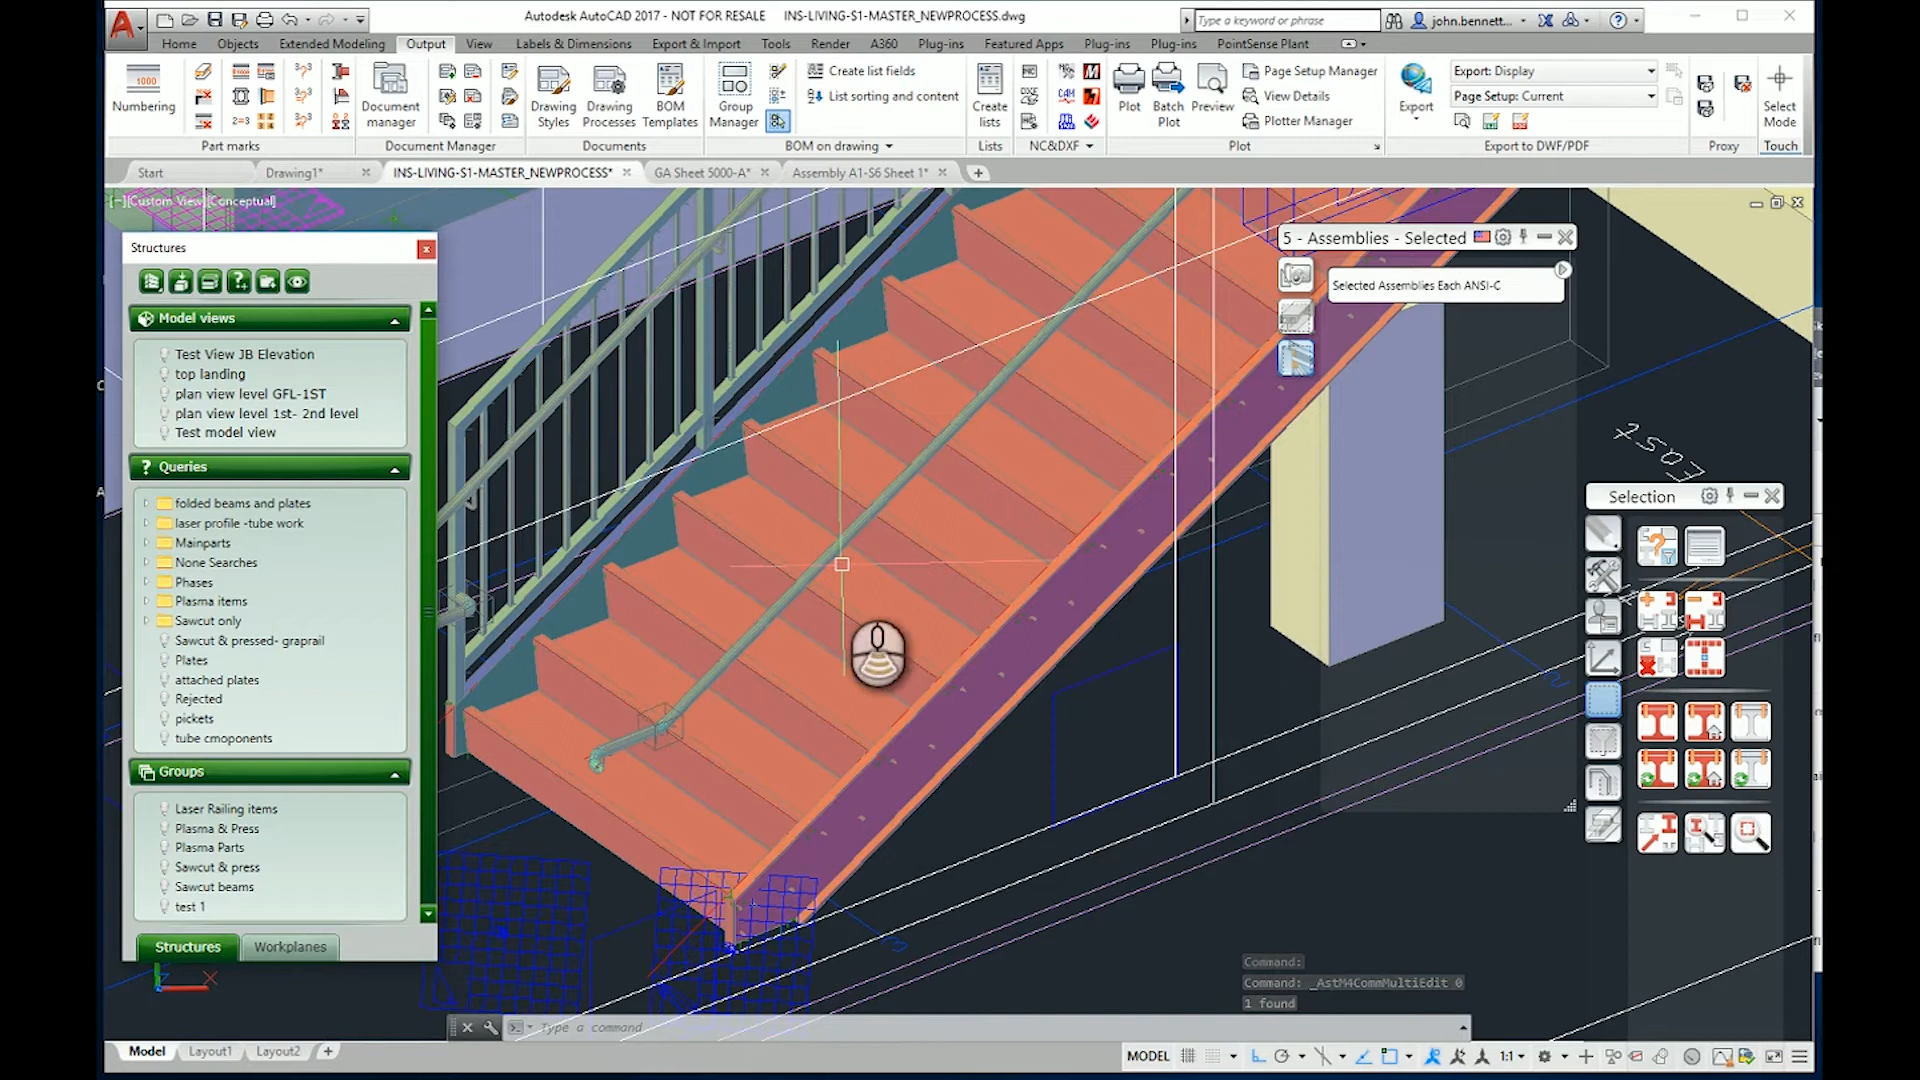 Autodesk AutoCAD 2017 - NOT FOR RESALE INS-LIVING-S1-MASTER_NEWPROCESS.dwg
Type a keyword or phrase
john.bennett...
Home Objects Extended Modeling Output View Labels & Dimensions Export & Import Tools Render A360 Plug-ins Featured Apps Plug-ins Plug-ins PointSense Plant
1000
Numbering
Document manager
Drawing Styles
Drawing Processes
BOM Templates
Group Manager
Create list fields
List sorting and content
Create lists
Plot
Batch Plot
Preview
Page Setup Manager
View Details
Plotter Manager
Export
Export: Display
Page Setup: Current
Select Mode
Part marks
Document Manager
Documents
BOM on drawing
Lists
NC&DXF
Plot
Export to DWF/PDF
Proxy
Touch
Start
Drawing1*
INS-LIVING-S1-MASTER_NEWPROCESS*
GA Sheet 5000-A*
Assembly A1-S6 Sheet 1*
[−][Custom View][Conceptual]
Structures
Model views
Test View JB Elevation
top landing
plan view level GFL-1ST
plan view level 1st- 2nd level
Test model view
Queries
folded beams and plates
laser profile -tube work
Mainparts
None Searches
Phases
Plasma items
Sawcut only
Sawcut & pressed- graprail
Plates
attached plates
Rejected
pickets
tube cmoponents
Groups
Laser Railing items
Plasma & Press
Plasma Parts
Sawcut & press
Sawcut beams
test 1
Structures
Workplanes
5 - Assemblies - Selected
Selected Assemblies Each ANSI-C
East
Selection
Command:
Command: _AstM4CommMultiEdit 0
1 found
Type a command
Model Layout1 Layout2
MODEL
1:1